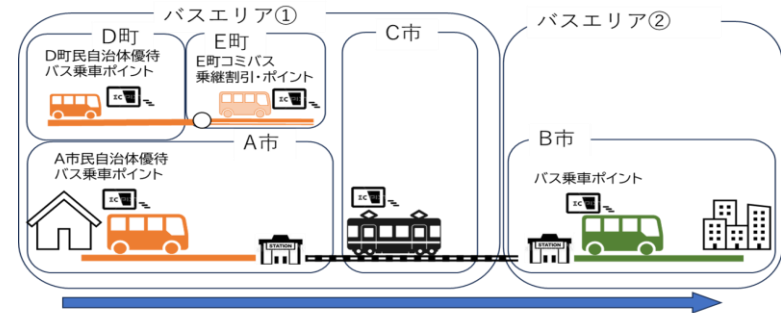 バスエリア①
バスエリア②
D町
D町民自治体優待
バス乗車ポイント
IC
E町
E町コミバス
乗継割引・ポイント
IC
C市
A市
A市民自治体優待
バス乗車ポイント
IC
STATION
IC
B市
バス乗車ポイント
IC
STATION